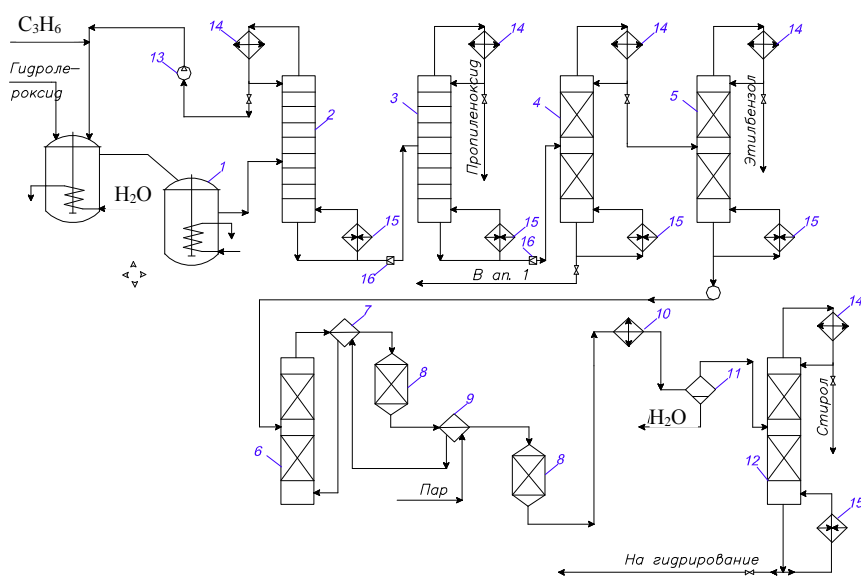 C₃H₆
Гидропе-
роксид
13
14
14
14
14
2
3
4
5
Пропиленоксид
Этилбензол
1
H₂O
15
15
15
15
16
16
В ап. 1
7
8
9
10
11
14
6
8
H₂O
Стирол
12
Пар
15
На гидрирование